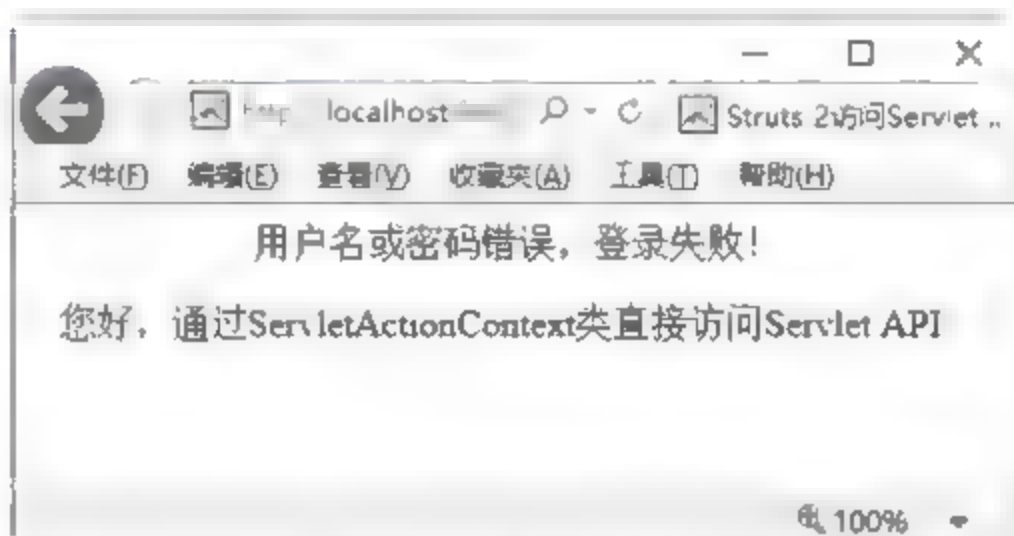 localhost Struts 2访问Servlet ..
文件(F) 编辑(E) 查看(V) 收藏夹(A) 工具(T) 帮助(H)
用户名或密码错误，登录失败！
您好，通过ServletActionContext类直接访问Servlet API
100%